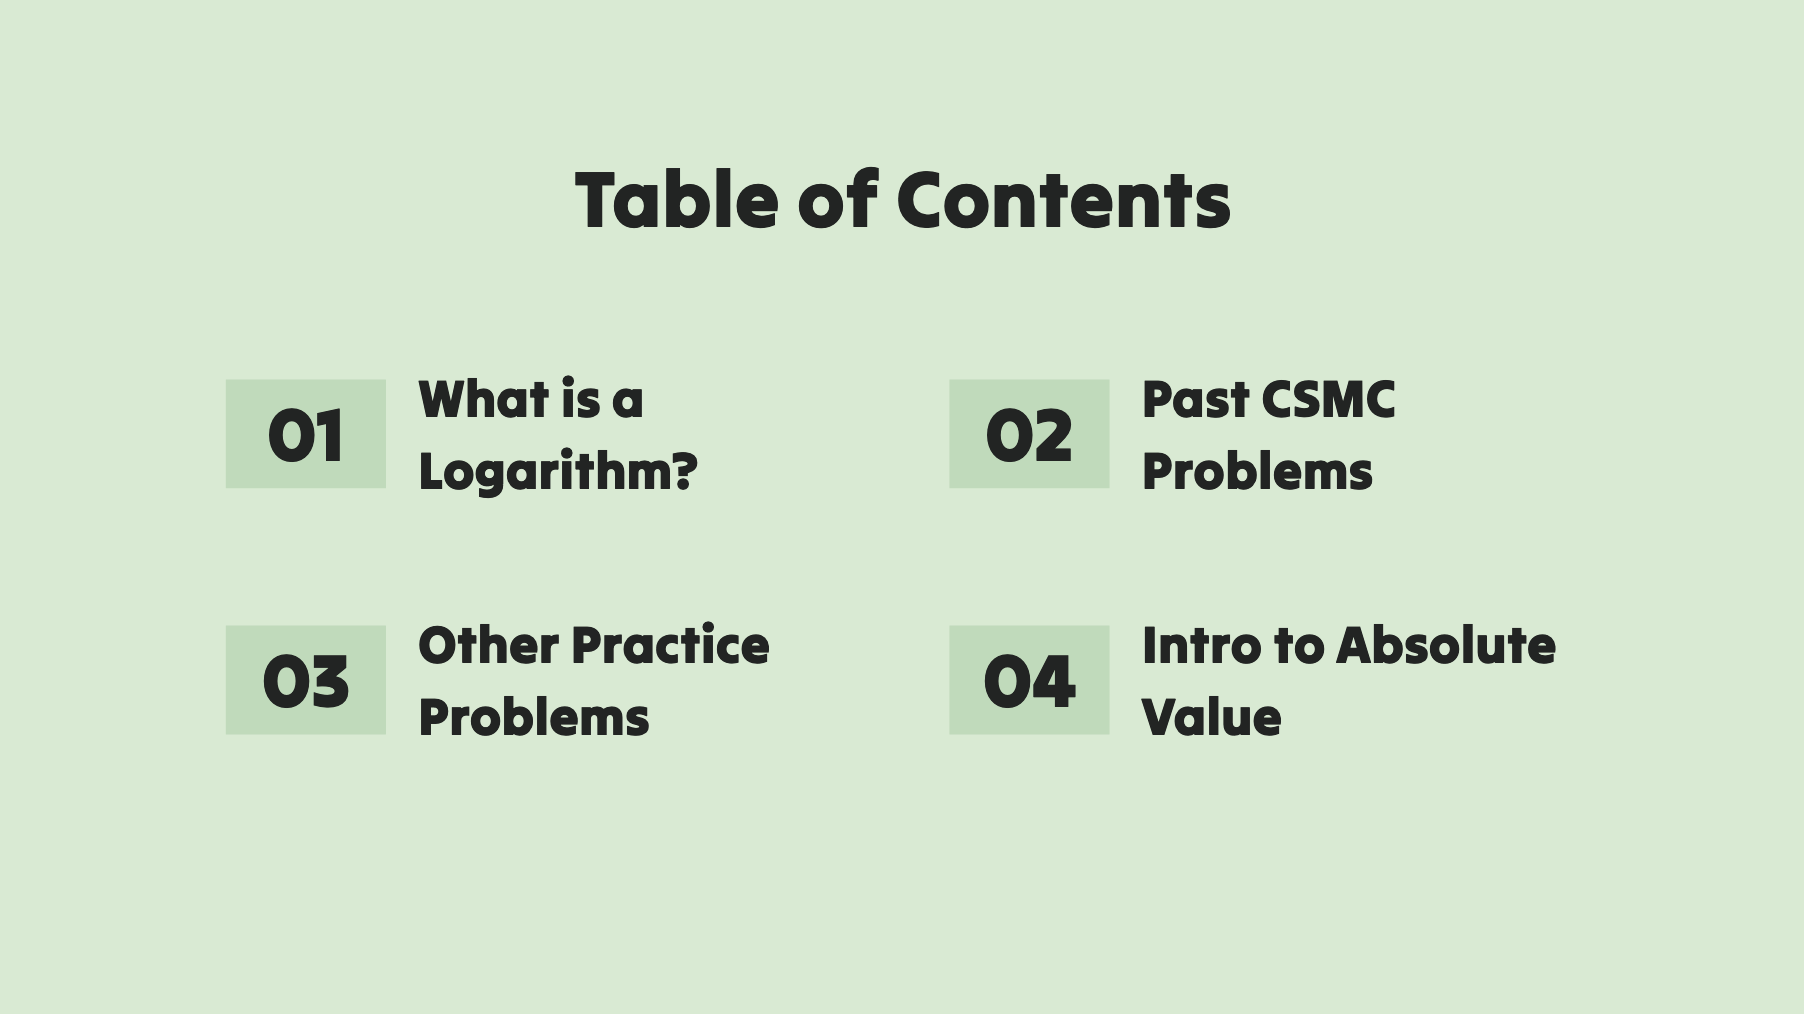 Table of Contents
01
What is a
Logarithm?
02
Past CSMC
Problems
03
Other Practice
Problems
04
Intro to Absolute
Value